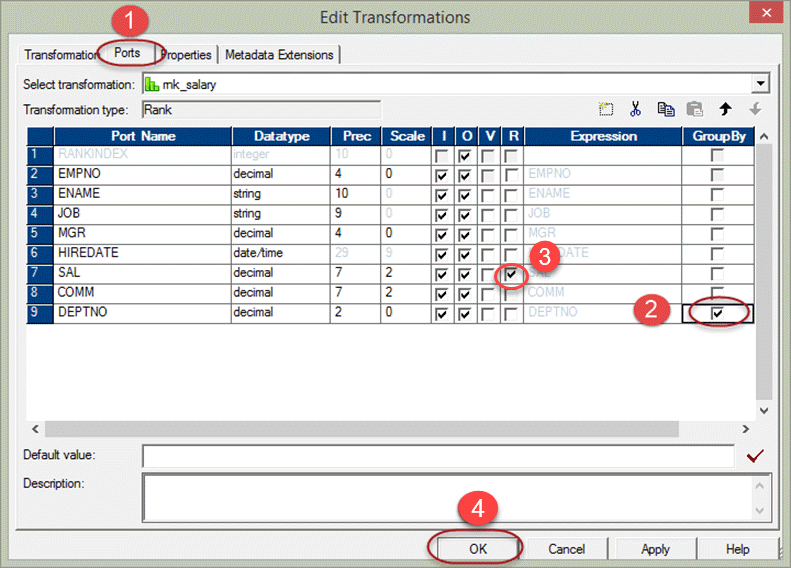 Edit Transformations
1
Transformation Ports Properties Metadata Extensions
Select transformation: rnk_salary
Transformation type: Rank
Port Name Datatype Prec Scale I O V R Expression GroupBy
1 RANKINDEX integer 10 0
2 EMPNO decimal 4 0 EMPNO
3 ENAME string 10 0 ENAME
4 JOB string 9 0 JOB
5 MGR decimal 4 0 MGR
6 HIREDATE date/time 29 9 DATE
3
7 SAL decimal 7 2 SAL
8 COMM decimal 7 2 COMM
2
9 DEPTNO decimal 2 0 DEPTNO
Default value:
Description:
4
OK Cancel Apply Help